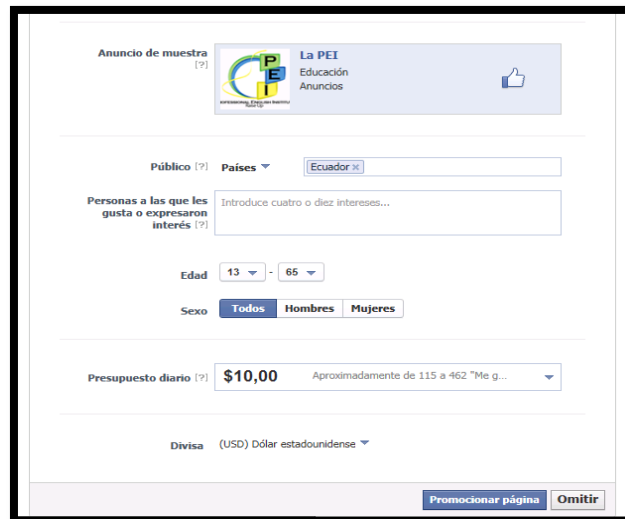 Anuncio de muestra
[?]
PEI
La PEI
Educación
Anuncios
Público [?] Países Ecuador ×
Personas a las que les
gusta o expresaron
interés [?]
Introduce cuatro o diez intereses...
Edad 13 - 65
Sexo Todos Hombres Mujeres
Presupuesto diario [?] $10,00 Aproximadamente de 115 a 462 "Me g...
Divisa (USD) Dólar estadounidense
Promocionar página Omitir